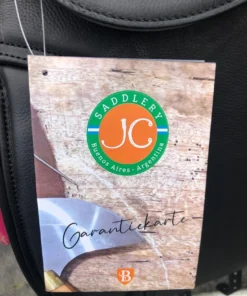 SADDLERY
JC
Buenos Aires - Argentina
Garantiekarte
B